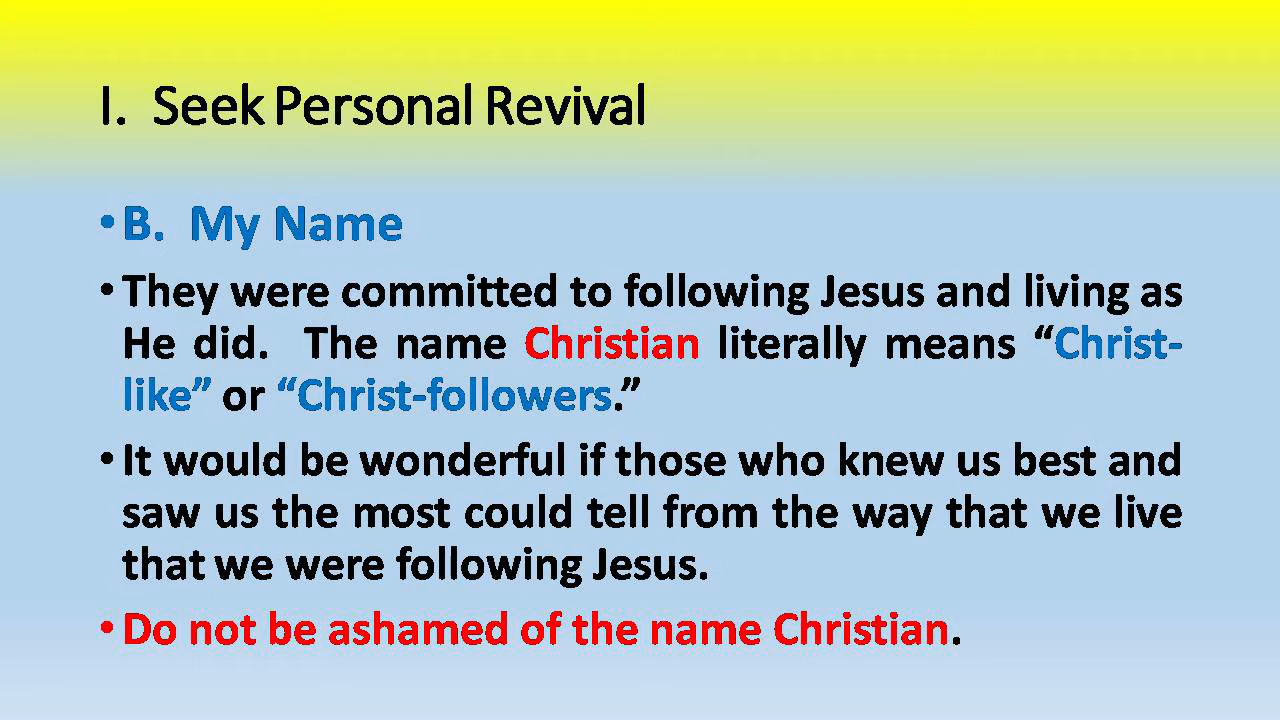 I.  Seek Personal Revival
•B.  My Name
•They were committed to following Jesus and living as
He did.  The name Christian literally means “Christ-
like” or “Christ-followers.”
•It would be wonderful if those who knew us best and
saw us the most could tell from the way that we live
that we were following Jesus.
•Do not be ashamed of the name Christian.